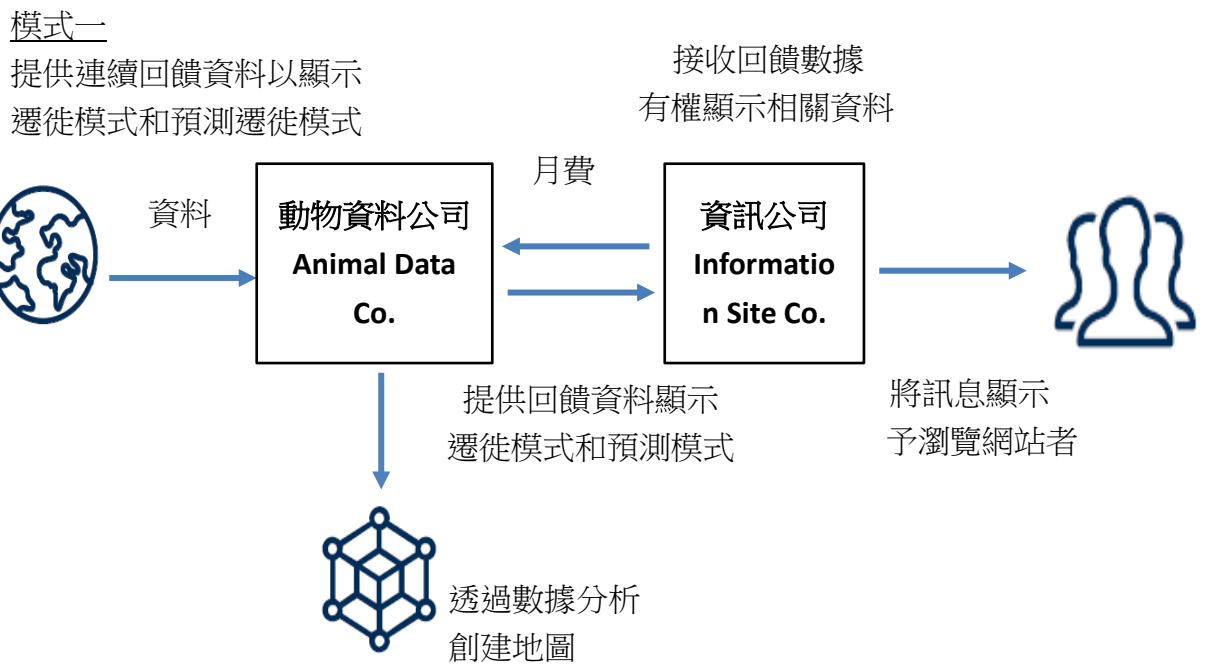 模式一
提供連續回饋資料以顯示
遷徙模式和預測遷徙模式
接收回饋數據
有權顯示相關資料
資料
動物資料公司
Animal Data
Co.
月費
資訊公司
Informatio
n Site Co.
提供回饋資料顯示
遷徙模式和預測模式
將訊息顯示
予瀏覽網站者
透過數據分析
創建地圖